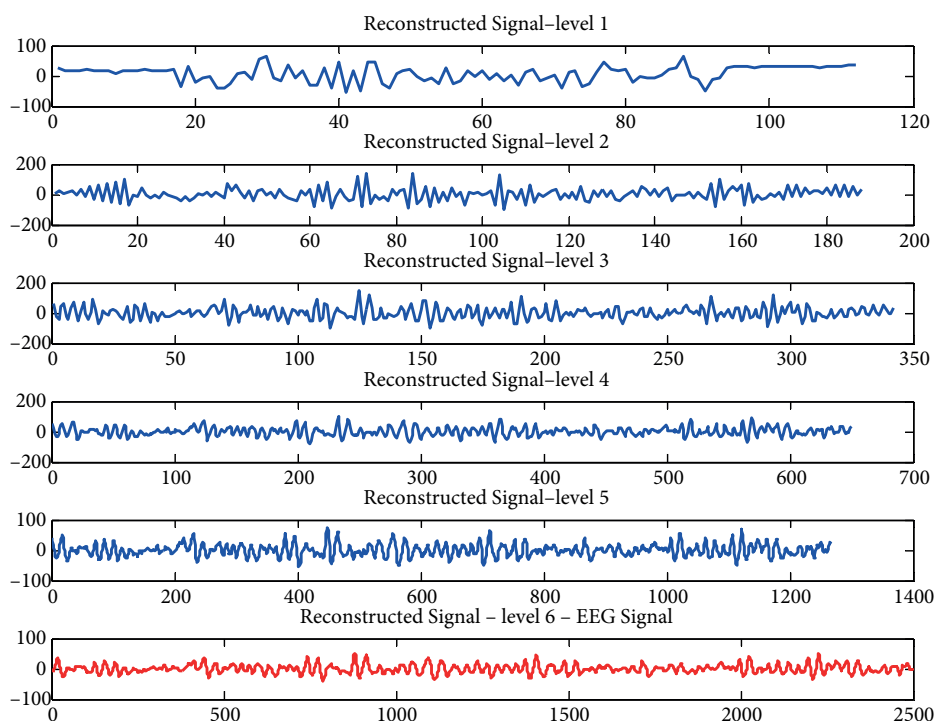 Reconstructed Signal–level 1
100
0
–100
0 20 40 60 80 100 120
Reconstructed Signal–level 2
200
0
–200
0 20 40 60 80 100 120 140 160 180 200
Reconstructed Signal–level 3
200
0
–200
0 50 100 150 200 250 300 350
Reconstructed Signal–level 4
200
0
–200
0 100 200 300 400 500 600 700
Reconstructed Signal–level 5
100
0
–100
0 200 400 600 800 1000 1200 1400
Reconstructed Signal – level 6 – EEG Signal
100
0
–100
0 500 1000 1500 2000 2500